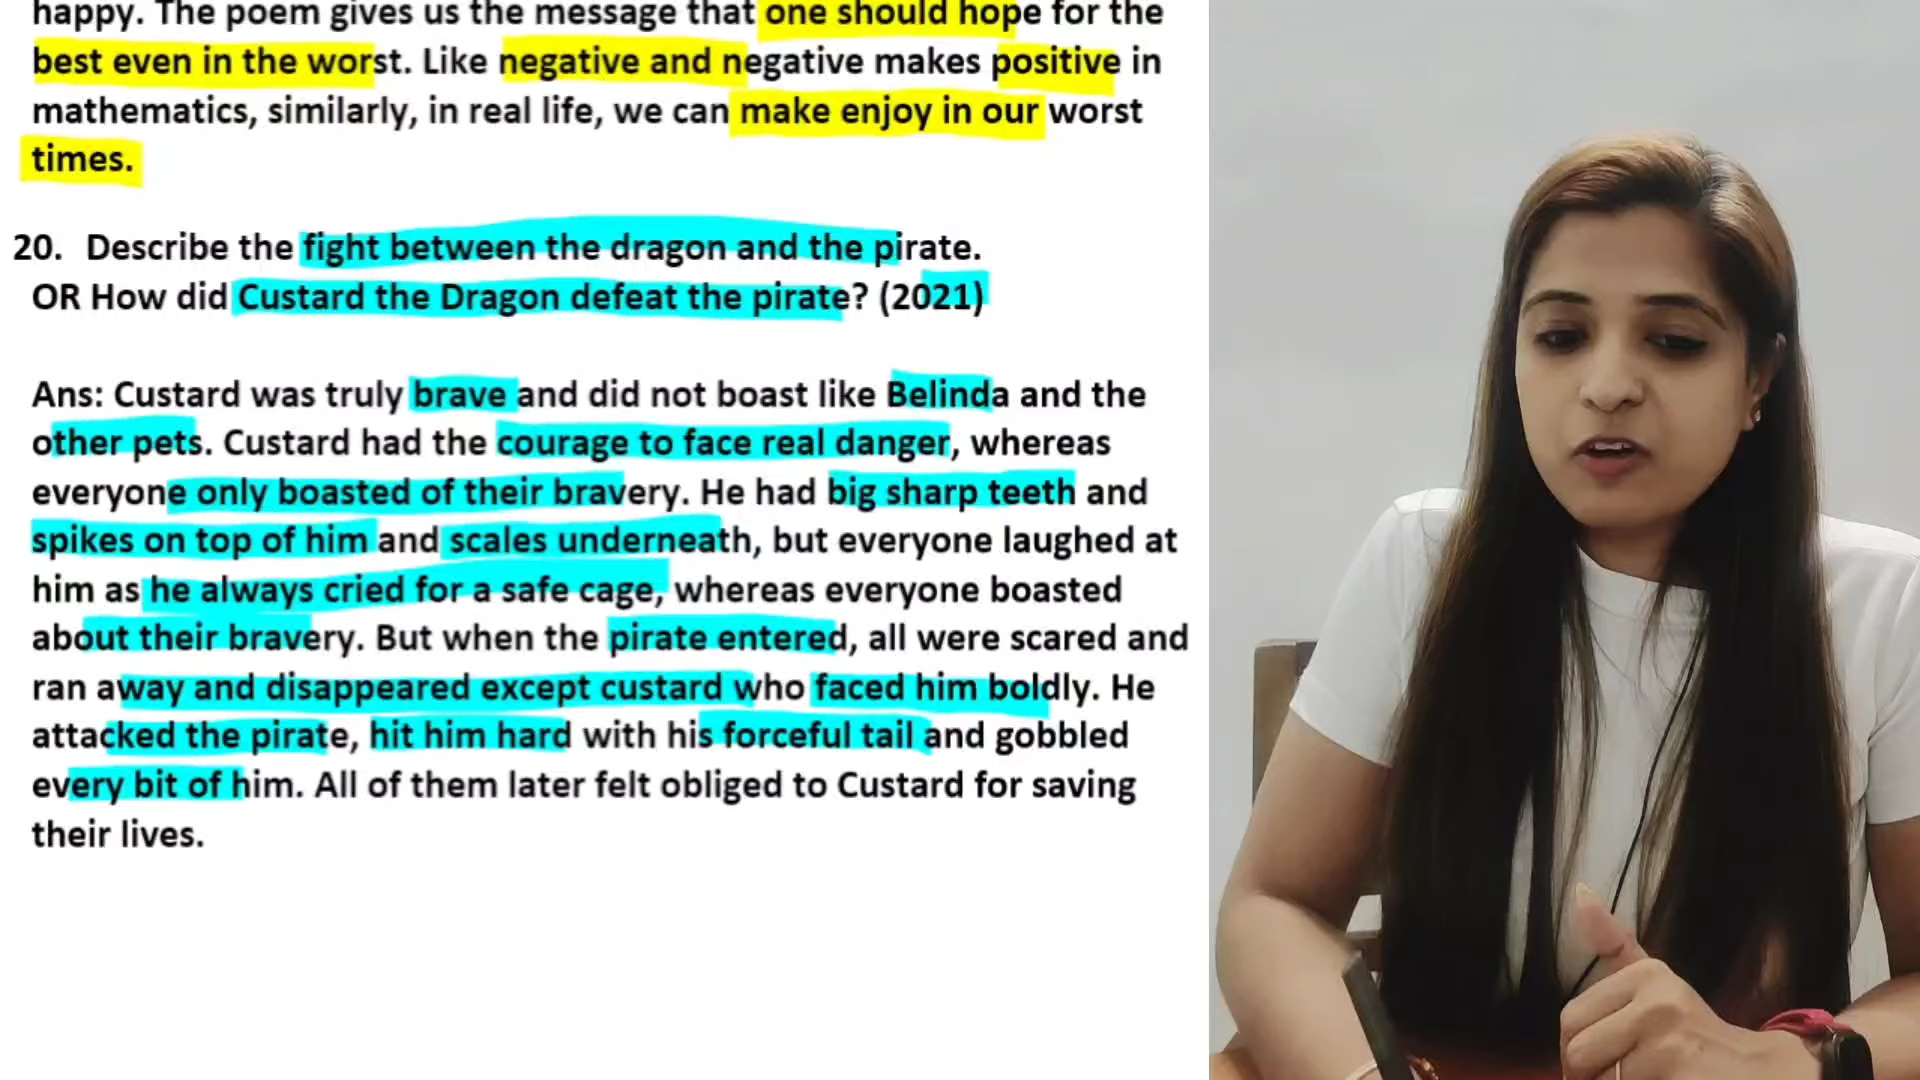 happy. The poem gives us the message that one should hope for the
best even in the worst. Like negative and negative makes positive in
mathematics, similarly, in real life, we can make enjoy in our worst
times.
20. Describe the fight between the dragon and the pirate.
OR How did Custard the Dragon defeat the pirate? (2021)
Ans: Custard was truly brave and did not boast like Belinda and the
other pets. Custard had the courage to face real danger, whereas
everyone only boasted of their bravery. He had big sharp teeth and
spikes on top of him and scales underneath, but everyone laughed at
him as he always cried for a safe cage, whereas everyone boasted
about their bravery. But when the pirate entered, all were scared and
ran away and disappeared except custard who faced him boldly. He
attacked the pirate, hit him hard with his forceful tail and gobbled
every bit of him. All of them later felt obliged to Custard for saving
their lives.